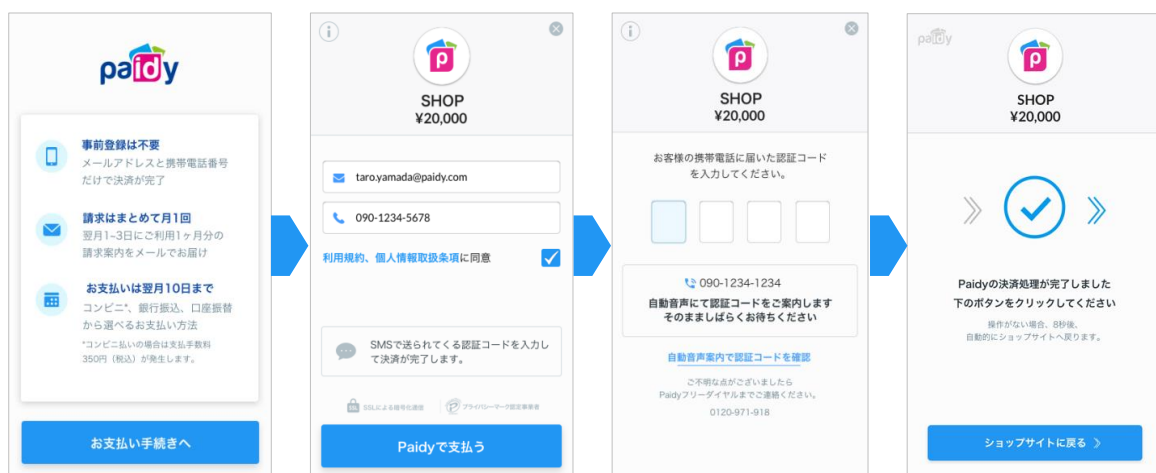 paidy
事前登録は不要
メールアドレスと携帯電話番号
だけで決済が完了
請求はまとめて月1回
翌月1~3日にご利用1ヶ月分の
請求案内をメールでお届け
お支払いは翌月10日まで
コンビニ*、銀行振込、口座振替
から選べるお支払い方法
*コンビニ払いの場合は支払手数料
350円（税込）が発生します。
お支払い手続きへ
i
p
SHOP
¥20,000
taro.yamada@paidy.com
090-1234-5678
利用規約、個人情報取扱条項に同意
SMSで送られてくる認証コードを入力し
て決済が完了します。
SSLによる暗号化通信
プライバシーマーク認定事業者
Paidyで支払う
i
p
SHOP
¥20,000
お客様の携帯電話に届いた認証コード
を入力してください。
090-1234-1234
自動音声にて認証コードをご案内します
そのまましばらくお待ちください
自動音声案内で認証コードを確認
ご不明な点がございましたら
Paidyフリーダイヤルまでご連絡ください。
0120-971-918
paidy
p
SHOP
¥20,000
Paidyの決済処理が完了しました
下のボタンをクリックしてください
操作がない場合、8秒後、
自動的にショップサイトへ戻ります。
ショップサイトに戻る 》